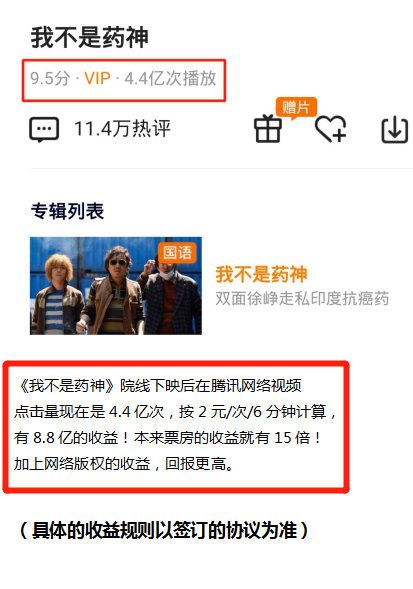 我不是药神
9.5分 · VIP · 4.4亿次播放
11.4万热评
赠片
专辑列表
国语
我不是药神
双面徐峥走私印度抗癌药
《我不是药神》院线下映后在腾讯网络视频
点击量现在是 4.4 亿次，按 2 元/次/6 分钟计算，
有 8.8 亿的收益！本来票房的收益就有 15 倍！
加上网络版权的收益，回报更高。
（具体的收益规则以签订的协议为准）